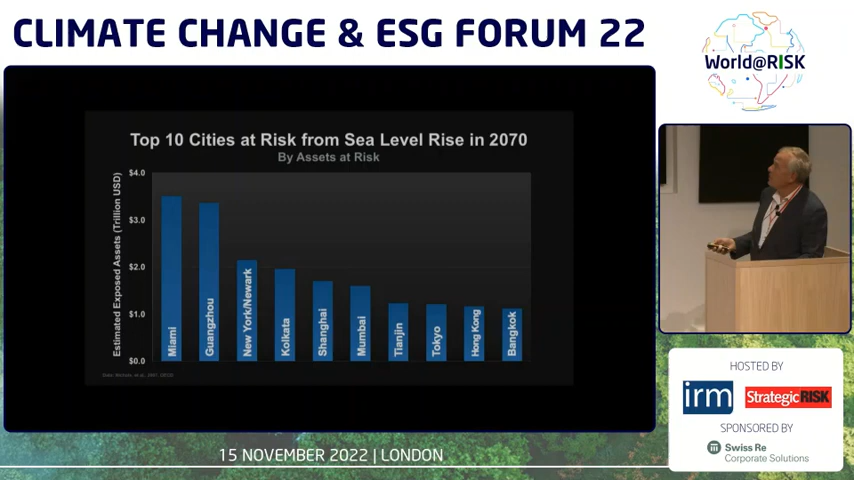 CLIMATE CHANGE & ESG FORUM 22
World@RISK
Top 10 Cities at Risk from Sea Level Rise in 2070
By Assets at Risk
Estimated Exposed Assets (Trillion USD)
$4.0
$3.0
$2.0
$1.0
$0.0
Miami
Guangzhou
New York/Newark
Kolkata
Shanghai
Mumbai
Tianjin
Tokyo
Hong Kong
Bangkok
HOSTED BY
irm
StrategicRISK
SPONSORED BY
Swiss Re
Corporate Solutions
15 NOVEMBER 2022 | LONDON